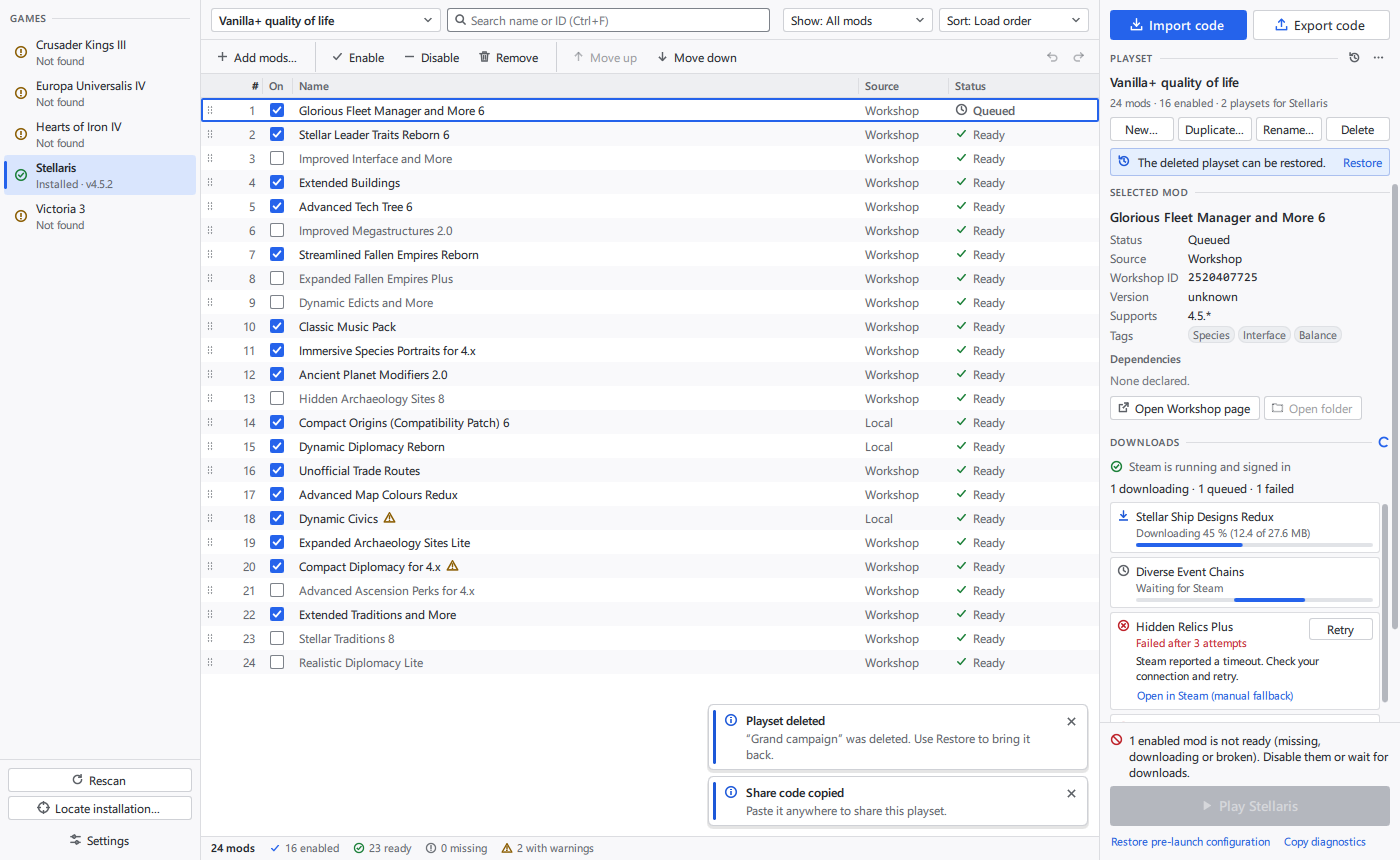 GAMES
Crusader Kings III
Not found
Europa Universalis IV
Not found
Hearts of Iron IV
Not found
Stellaris
Installed · v4.5.2
Victoria 3
Not found
Rescan
Locate installation...
Settings
Vanilla+ quality of life
Search name or ID (Ctrl+F)
Show: All mods
Sort: Load order
Add mods...
Enable
Disable
Remove
Move up
Move down
# On Name Source Status
1 Glorious Fleet Manager and More 6 Workshop Queued
2 Stellar Leader Traits Reborn 6 Workshop Ready
3 Improved Interface and More Workshop Ready
4 Extended Buildings Workshop Ready
5 Advanced Tech Tree 6 Workshop Ready
6 Improved Megastructures 2.0 Workshop Ready
7 Streamlined Fallen Empires Reborn Workshop Ready
8 Expanded Fallen Empires Plus Workshop Ready
9 Dynamic Edicts and More Workshop Ready
10 Classic Music Pack Workshop Ready
11 Immersive Species Portraits for 4.x Workshop Ready
12 Ancient Planet Modifiers 2.0 Workshop Ready
13 Hidden Archaeology Sites 8 Workshop Ready
14 Compact Origins (Compatibility Patch) 6 Local Ready
15 Dynamic Diplomacy Reborn Local Ready
16 Unofficial Trade Routes Workshop Ready
17 Advanced Map Colours Redux Workshop Ready
18 Dynamic Civics Local Ready
19 Expanded Archaeology Sites Lite Workshop Ready
20 Compact Diplomacy for 4.x Workshop Ready
21 Advanced Ascension Perks for 4.x Workshop Ready
22 Extended Traditions and More Workshop Ready
23 Stellar Traditions 8 Workshop Ready
24 Realistic Diplomacy Lite Workshop Ready
Playset deleted
“Grand campaign” was deleted. Use Restore to bring it
back.
Share code copied
Paste it anywhere to share this playset.
24 mods 16 enabled 23 ready 0 missing 2 with warnings
Import code
Export code
PLAYSET
Vanilla+ quality of life
24 mods · 16 enabled · 2 playsets for Stellaris
New...
Duplicate...
Rename...
Delete
The deleted playset can be restored. Restore
SELECTED MOD
Glorious Fleet Manager and More 6
Status Queued
Source Workshop
Workshop ID 2520407725
Version unknown
Supports 4.5.*
Tags Species Interface Balance
Dependencies
None declared.
Open Workshop page
Open folder
DOWNLOADS
Steam is running and signed in
1 downloading · 1 queued · 1 failed
Stellar Ship Designs Redux
Downloading 45 % (12.4 of 27.6 MB)
Diverse Event Chains
Waiting for Steam
Hidden Relics Plus
Retry
Failed after 3 attempts
Steam reported a timeout. Check your
connection and retry.
Open in Steam (manual fallback)
1 enabled mod is not ready (missing,
downloading or broken). Disable them or wait for
downloads.
Play Stellaris
Restore pre-launch configuration
Copy diagnostics